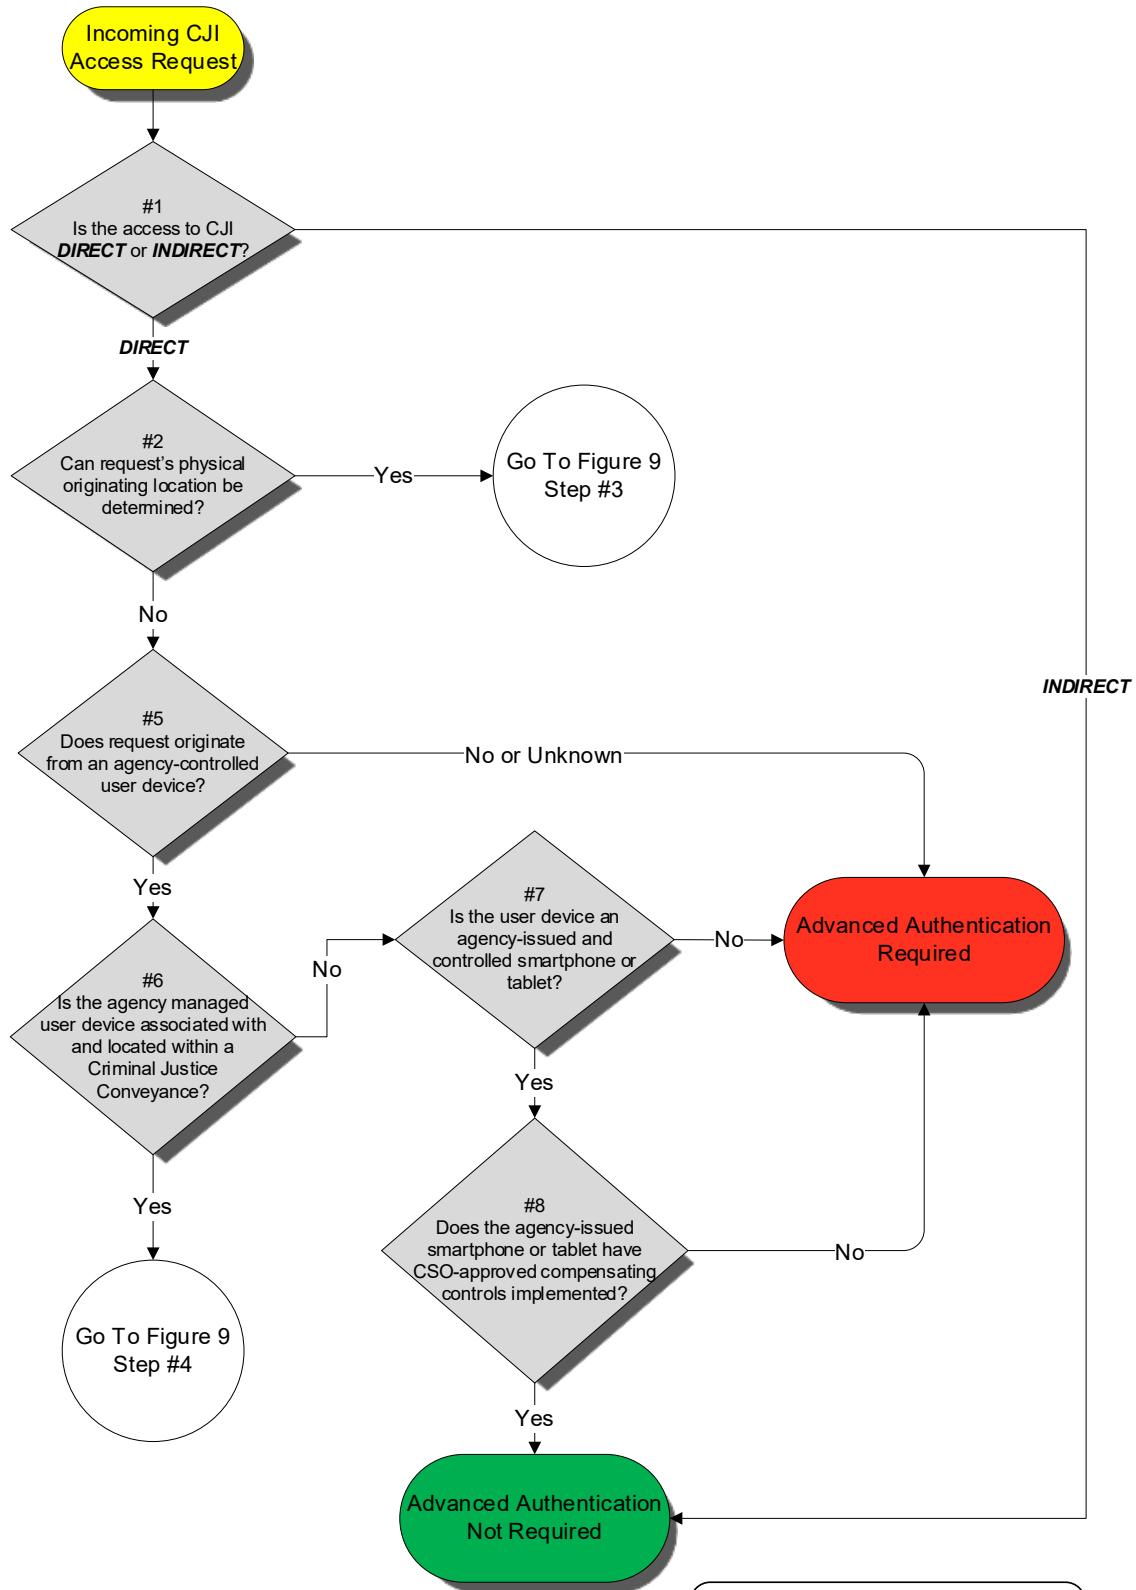 Incoming CJI
Access Request
#1
Is the access to CJI
DIRECT or INDIRECT?
DIRECT
#2
Can request's physical
originating location be
determined?
Yes
Go To Figure 9
Step #3
No
INDIRECT
#5
Does request originate
from an agency-controlled
user device?
No or Unknown
Yes
#7
Is the user device an
agency-issued and
controlled smartphone or
tablet?
No
Advanced Authentication
Required
No
#6
Is the agency managed
user device associated with
and located within a
Criminal Justice
Conveyance?
Yes
Yes
#8
Does the agency-issued
smartphone or tablet have
CSO-approved compensating
controls implemented?
No
Go To Figure 9
Step #4
Yes
Advanced Authentication
Not Required